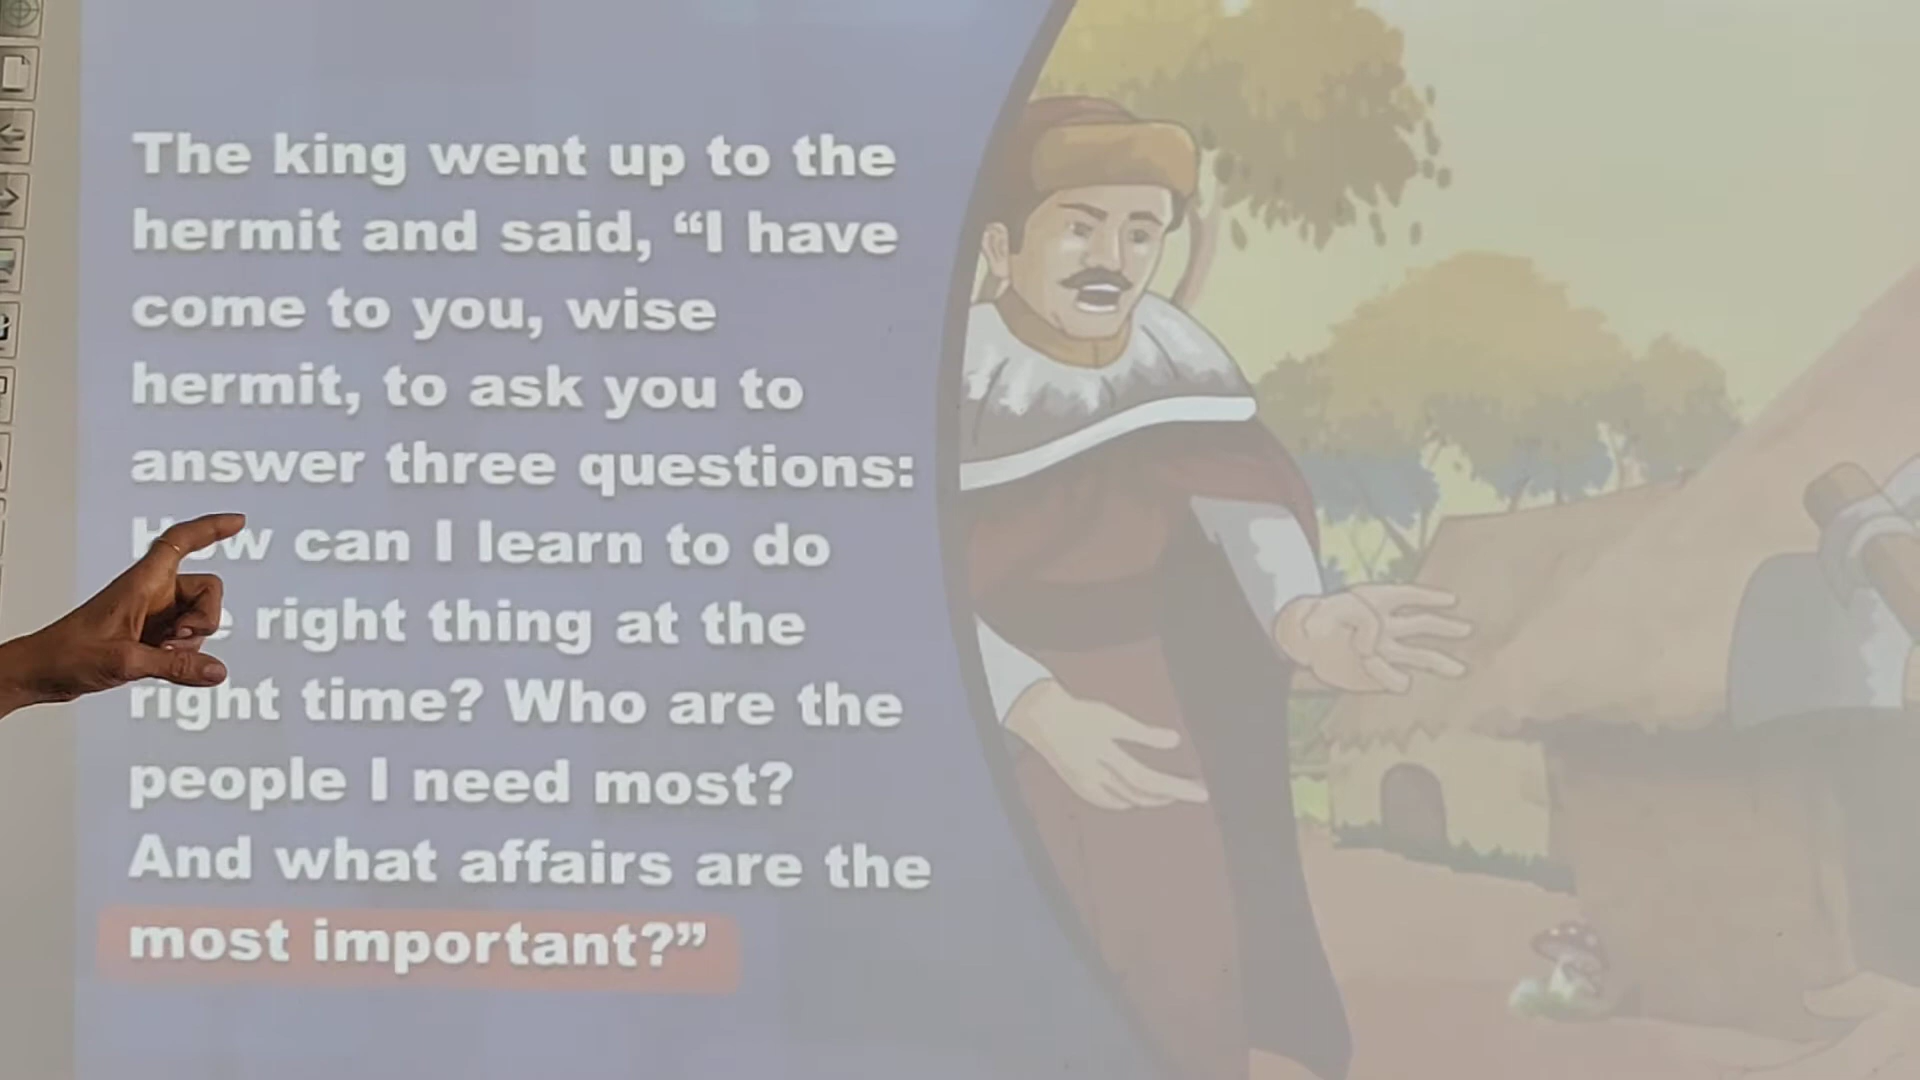 The king went up to the
hermit and said, “I have
come to you, wise
hermit, to ask you to
answer three questions:
How can I learn to do
right thing at the
right time? Who are the
people I need most?
And what affairs are the
most important?”